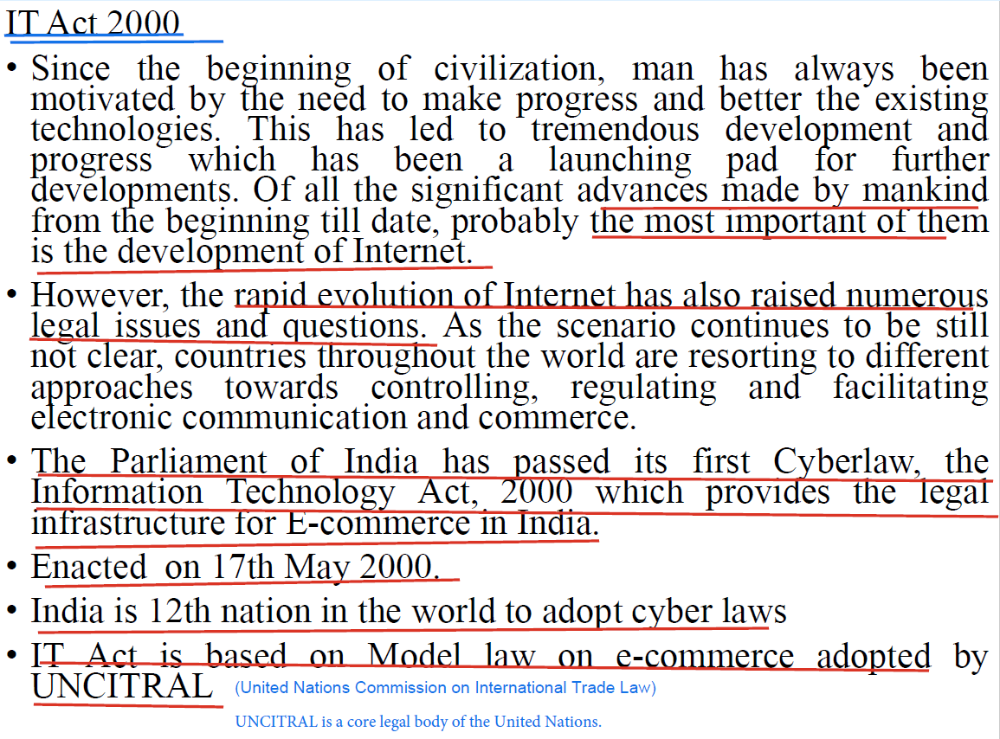 IT Act 2000
• Since the beginning of civilization, man has always been
motivated by the need to make progress and better the existing
technologies. This has led to tremendous development and
progress which has been a launching pad for further
developments. Of all the significant advances made by mankind
from the beginning till date, probably the most important of them
is the development of Internet.
• However, the rapid evolution of Internet has also raised numerous
legal issues and questions. As the scenario continues to be still
not clear, countries throughout the world are resorting to different
approaches towards controlling, regulating and facilitating
electronic communication and commerce.
• The Parliament of India has passed its first Cyberlaw, the
Information Technology Act, 2000 which provides the legal
infrastructure for E-commerce in India.
• Enacted on 17th May 2000.
• India is 12th nation in the world to adopt cyber laws
• IT Act is based on Model law on e-commerce adopted by
UNCITRAL (United Nations Commission on International Trade Law)
UNCITRAL is a core legal body of the United Nations.